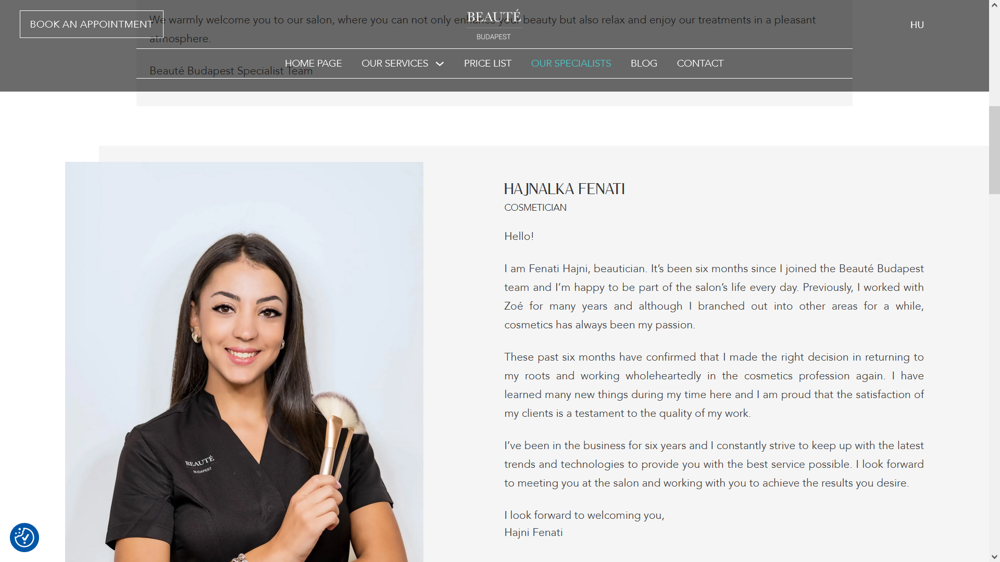 BOOK AN APPOINTMENT
BEAUTÉ
BUDAPEST
HU
We warmly welcome you to our salon, where you can not only enhance your beauty but also relax and enjoy our treatments in a pleasant
atmosphere.
HOME PAGE OUR SERVICES PRICE LIST OUR SPECIALISTS BLOG CONTACT
Beauté Budapest Specialist Team
HAJNALKA FENATI
COSMETICIAN
Hello!
I am Fenati Hajni, beautician. It’s been six months since I joined the Beauté Budapest
team and I’m happy to be part of the salon’s life every day. Previously, I worked with
Zoé for many years and although I branched out into other areas for a while,
cosmetics has always been my passion.
These past six months have confirmed that I made the right decision in returning to
my roots and working wholeheartedly in the cosmetics profession again. I have
learned many new things during my time here and I am proud that the satisfaction of
my clients is a testament to the quality of my work.
I’ve been in the business for six years and I constantly strive to keep up with the latest
trends and technologies to provide you with the best service possible. I look forward
to meeting you at the salon and working with you to achieve the results you desire.
I look forward to welcoming you,
Hajni Fenati
BEAUTÉ
BUDAPEST